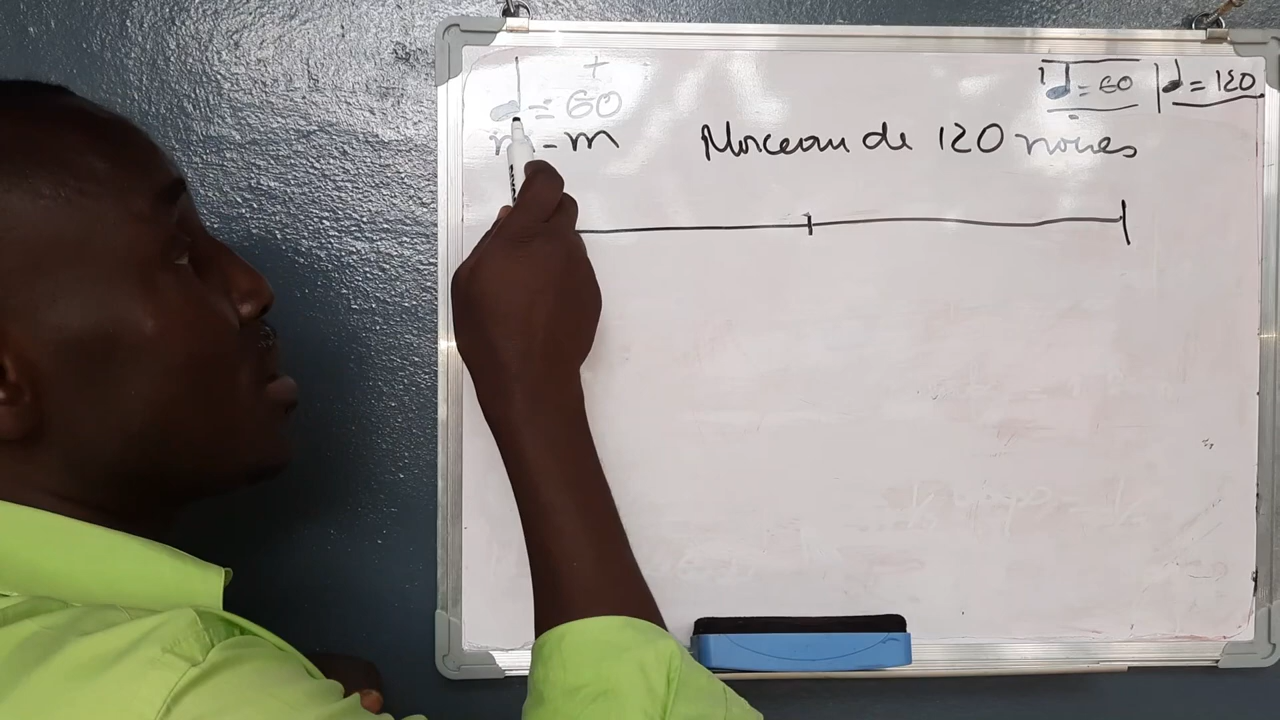 ♩ = 60
m - m
♩ = 60 | ♩ = 120
Morceau de 120 noires